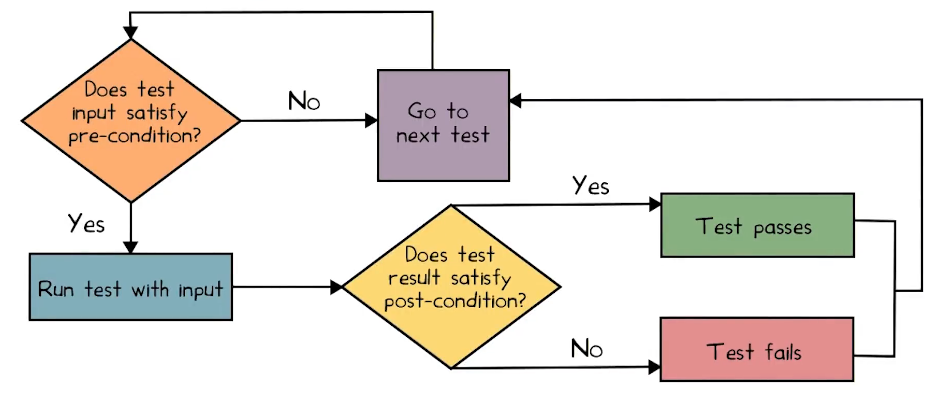 Does test
input satisfy
pre-condition?
No
Go to
next test
Yes
Run test with input
Does test
result satisfy
post-condition?
Yes
Test passes
No
Test fails